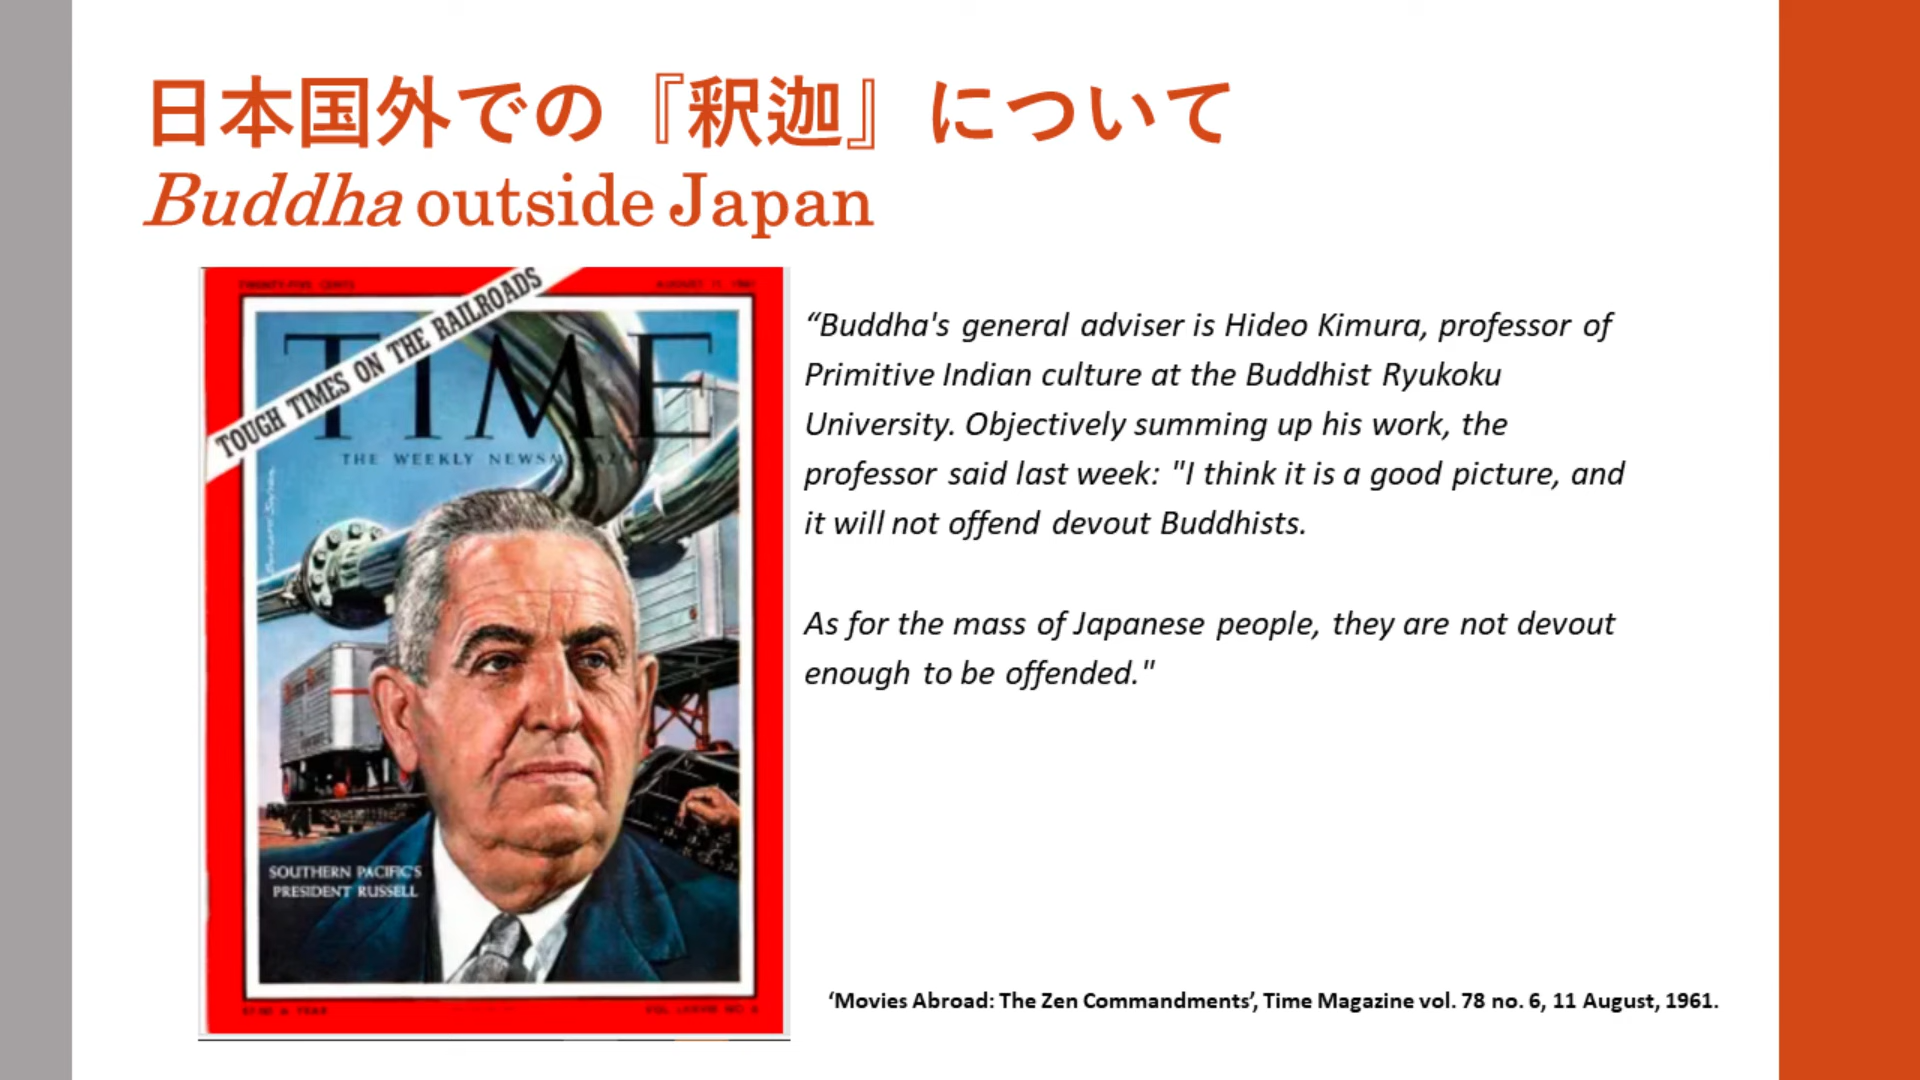 日本国外での『釈迦』について
Buddha outside Japan
TOUGH TIMES ON THE RAILROADS
TIME
THE WEEKLY NEWSMAGAZINE
SOUTHERN PACIFIC'S
PRESIDENT RUSSELL
“Buddha's general adviser is Hideo Kimura, professor of
Primitive Indian culture at the Buddhist Ryukoku
University. Objectively summing up his work, the
professor said last week: "I think it is a good picture, and
it will not offend devout Buddhists.
As for the mass of Japanese people, they are not devout
enough to be offended."
‘Movies Abroad: The Zen Commandments’, Time Magazine vol. 78 no. 6, 11 August, 1961.